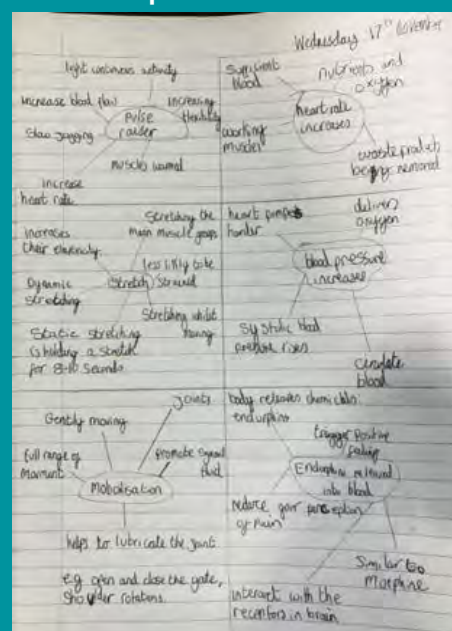 Wednesday 17th November
light continuous activity
increase blood flow
increasing flexibility
Pulse raiser
Slow jogging
muscles warmed
increase heart rate
sufficient blood
nutrients and oxygen
heart rate increases
working muscles
waste products being removed
Stretching the main muscle groups
increases their elasticity
less likely to be strained
Stretch
Dynamic stretching
Stretching whilst moving
Static stretching
is holding a stretch
for 8-10 seconds
heart pumps harder
delivers oxygen
blood pressure increases
systolic blood pressure rises
circulate blood
Gently moving
joints
full range of movement
promote synovial fluid
Mobalisation
helps to lubricate the joint
e.g open and close the gate,
shoulder rotations
body releases chemicals:
endorphins
trigger positive feeling
Endorphins released
into blood
reduce your perception
of pain
similar to
morphine
interact with the
receptors in brain